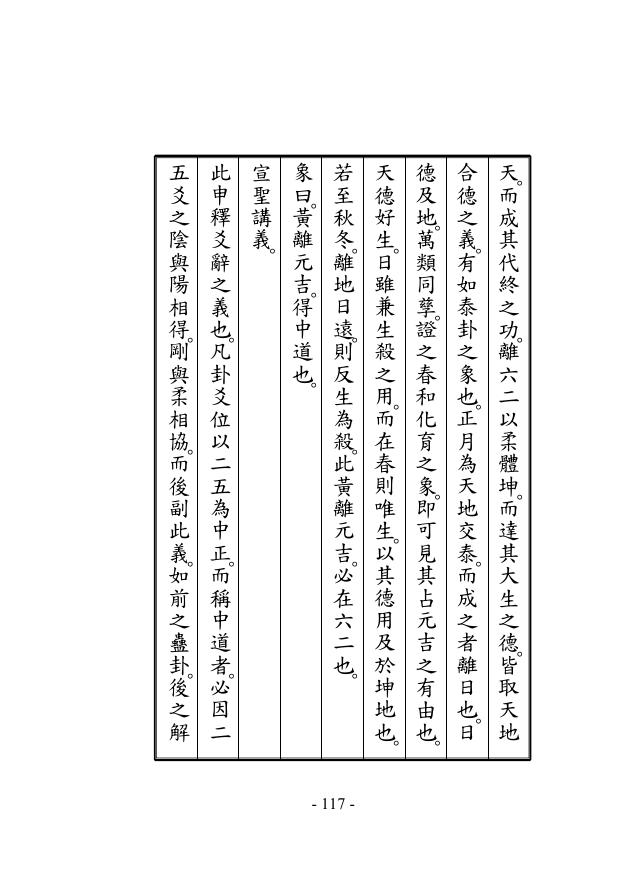 天。而成其代終之功。離六二以柔體坤。而達其大生之德。皆取天地
合德之義。有如泰卦之象也。正月為天地交泰。而成之者離日也。日
德及地。萬類同孳。證之春和化育之象。即可見其占元吉之有由也。
天德好生。日雖兼生殺之用。而在春則唯生。以其德用及於坤地也。
若至秋冬。離地日遠。則反生為殺。此黃離元吉。必在六二也。
象曰。黃離元吉。得中道也。
宣聖講義。
此申釋爻辭之義也。凡卦爻位以二五為中正。而稱中道者。必因二
五爻之陰與陽相得。剛與柔相協。而後副此義。如前之蠱卦。後之解
- 117 -